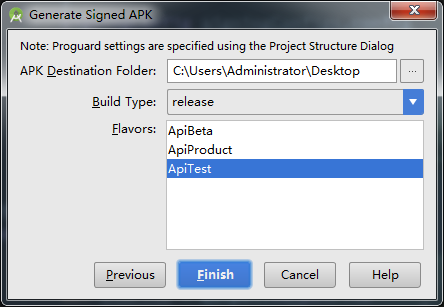 Generate Signed APK
Note: Proguard settings are specified using the Project Structure Dialog
APK Destination Folder: C:\Users\Administrator\Desktop ...
Build Type: release
Flavors:
ApiBeta
ApiProduct
ApiTest
Previous Finish Cancel Help